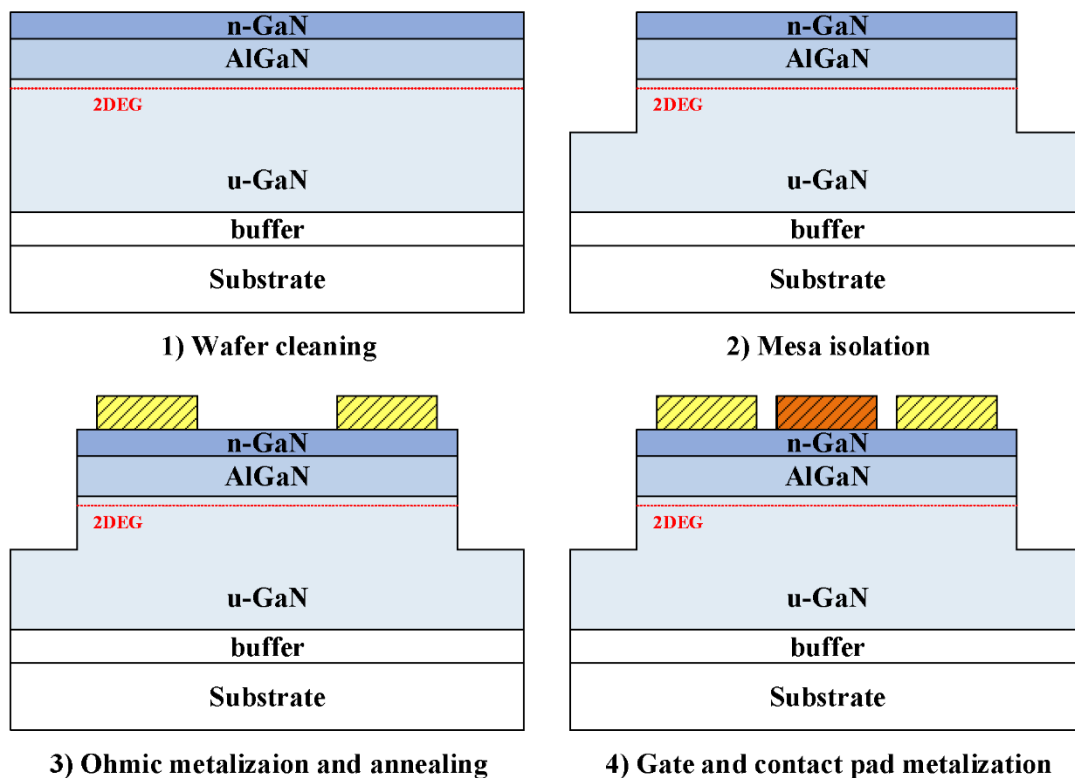 n-GaN
AlGaN
2DEG
u-GaN
buffer
Substrate
1) Wafer cleaning
n-GaN
AlGaN
2DEG
u-GaN
buffer
Substrate
2) Mesa isolation
n-GaN
AlGaN
2DEG
u-GaN
buffer
Substrate
3) Ohmic metalizaion and annealing
n-GaN
AlGaN
2DEG
u-GaN
buffer
Substrate
4) Gate and contact pad metalization